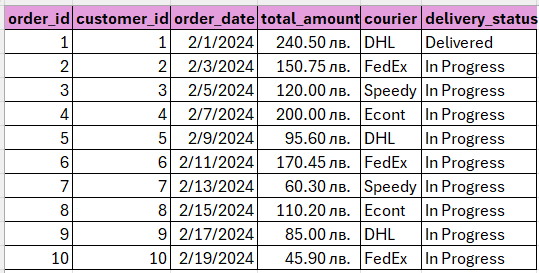 order_id customer_id order_date total_amount courier delivery_status
1 1 2/1/2024 240.50 лв. DHL Delivered
2 2 2/3/2024 150.75 лв. FedEx In Progress
3 3 2/5/2024 120.00 лв. Speedy In Progress
4 4 2/7/2024 200.00 лв. Econt In Progress
5 5 2/9/2024 95.60 лв. DHL In Progress
6 6 2/11/2024 170.45 лв. FedEx In Progress
7 7 2/13/2024 60.30 лв. Speedy In Progress
8 8 2/15/2024 110.20 лв. Econt In Progress
9 9 2/17/2024 85.00 лв. DHL In Progress
10 10 2/19/2024 45.90 лв. FedEx In Progress